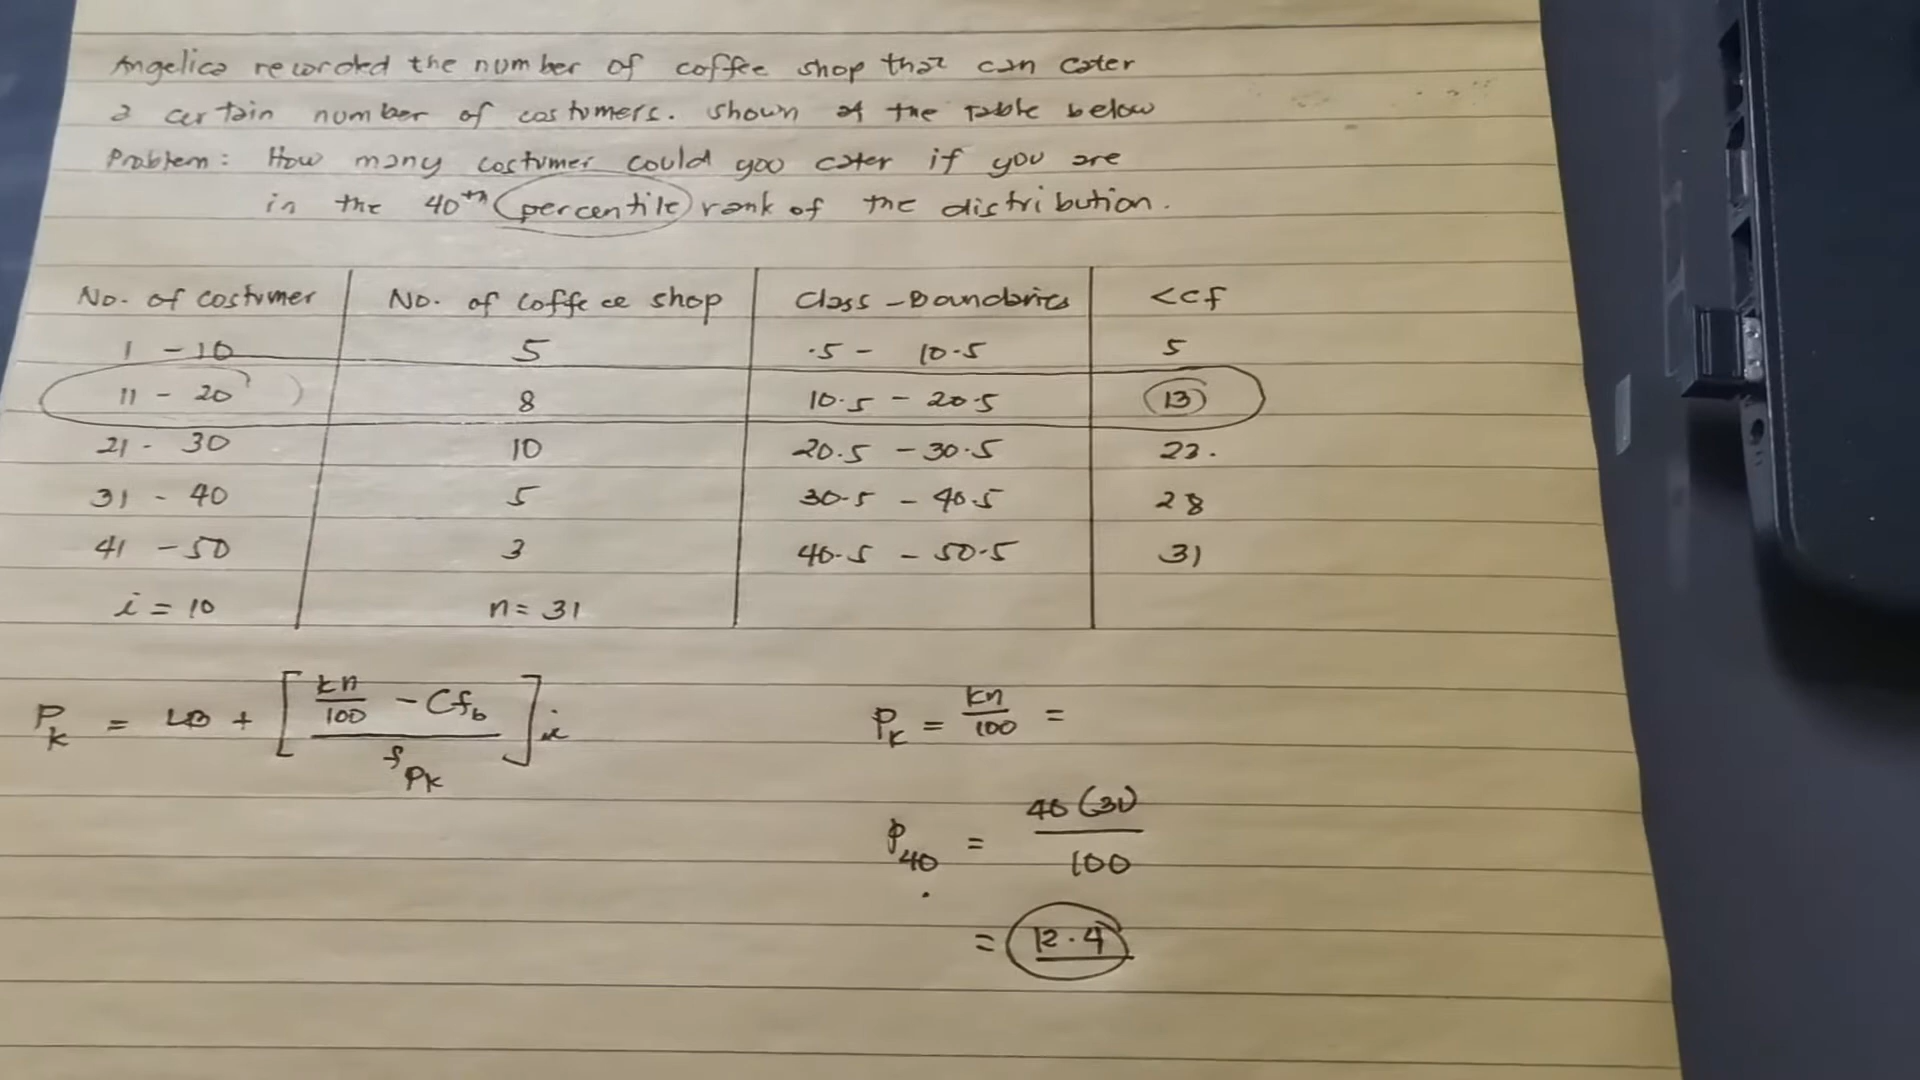 Angelica recorded the number of coffee shop that can cater
a certain number of costumers. shown at the table below
Problem: How many costumer could you cater if you are
in the 40th percentile rank of the distribution.
No. of costumer No. of coffee shop Class-Boundaries <cf
1 - 10 5 .5 - 10.5 5
11 - 20 8 10.5 - 20.5 13
21 - 30 10 20.5 - 30.5 23.
31 - 40 5 30.5 - 40.5 28
41 - 50 3 40.5 - 50.5 31
i = 10 n = 31
Pk = LB + [ (kn/100 - Cfb) / fPk ] i
Pk = kn/100 =
P40 = 40(31)/100
= 12.4